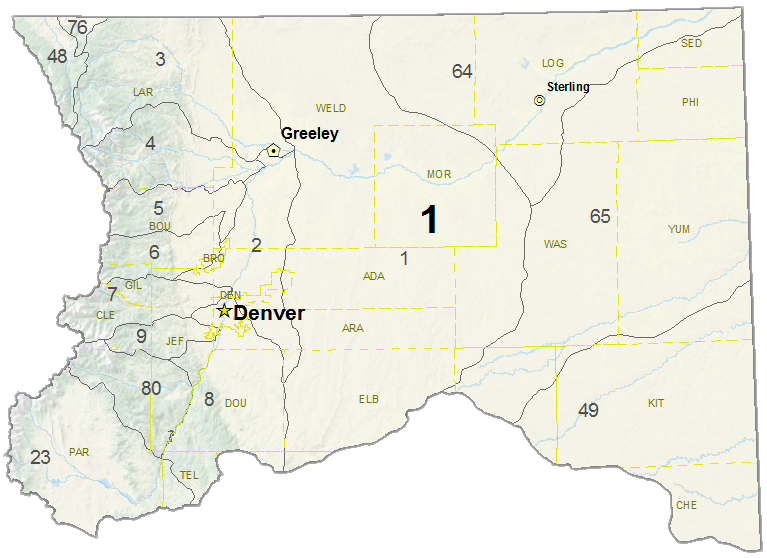 76
48
3
64
LOG
SED
Sterling
LAR
WELD
PHI
Greeley
4
MOR
5
1
65
BOU
2
WAS
YUM
6
BRO
1
ADA
7
GIL
DEN
CLE
Denver
ARA
9
JEF
80
8
DOU
ELB
49
KIT
23
PAR
TEL
CHE